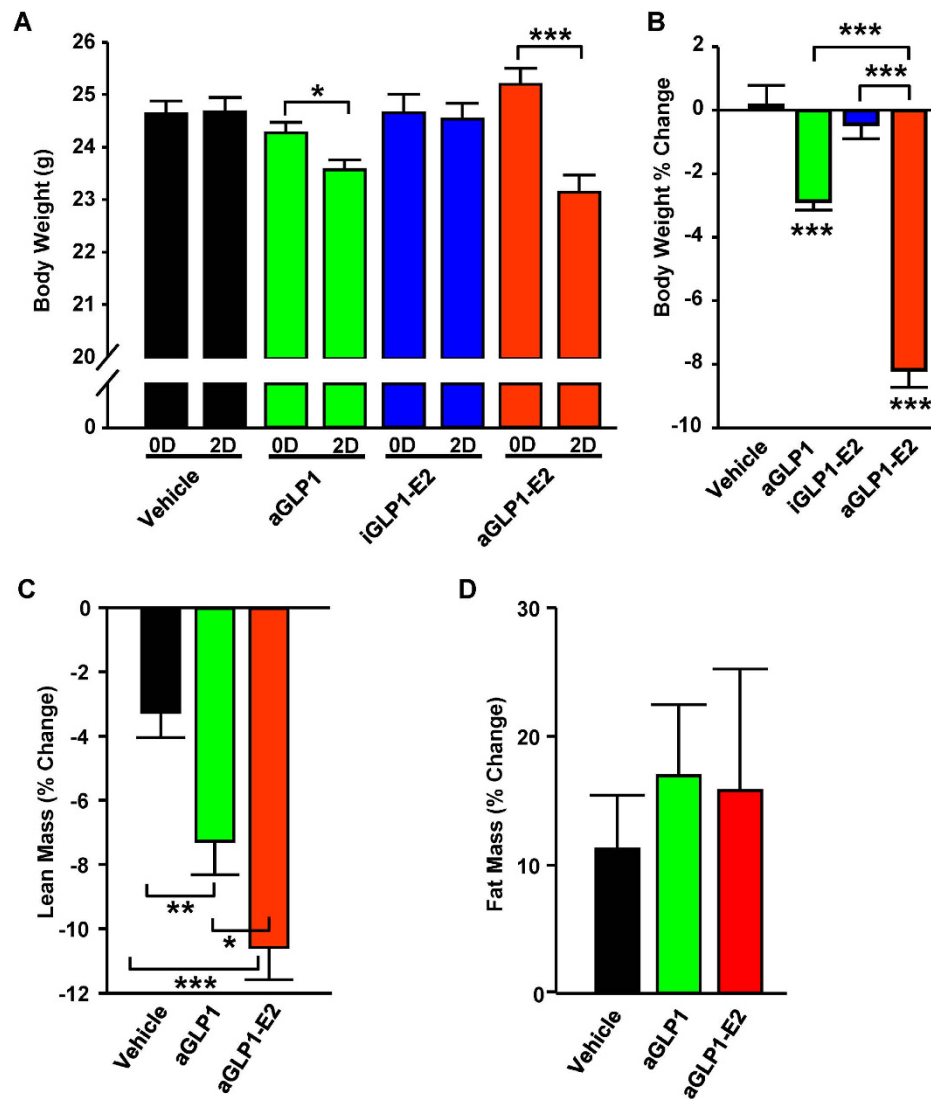 A
Body Weight (g)
26
25
24
23
22
21
20
0
*
***
0D 2D 0D 2D 0D 2D 0D 2D
Vehicle
aGLP1
iGLP1-E2
aGLP1-E2
B
Body Weight % Change
2
0
-2
-4
-6
-8
-10
***
***
***
***
Vehicle
aGLP1
iGLP1-E2
aGLP1-E2
C
Lean Mass (% Change)
0
-2
-4
-6
-8
-10
-12
**
*
***
Vehicle
aGLP1
aGLP1-E2
D
Fat Mass (% Change)
30
20
10
0
Vehicle
aGLP1
aGLP1-E2